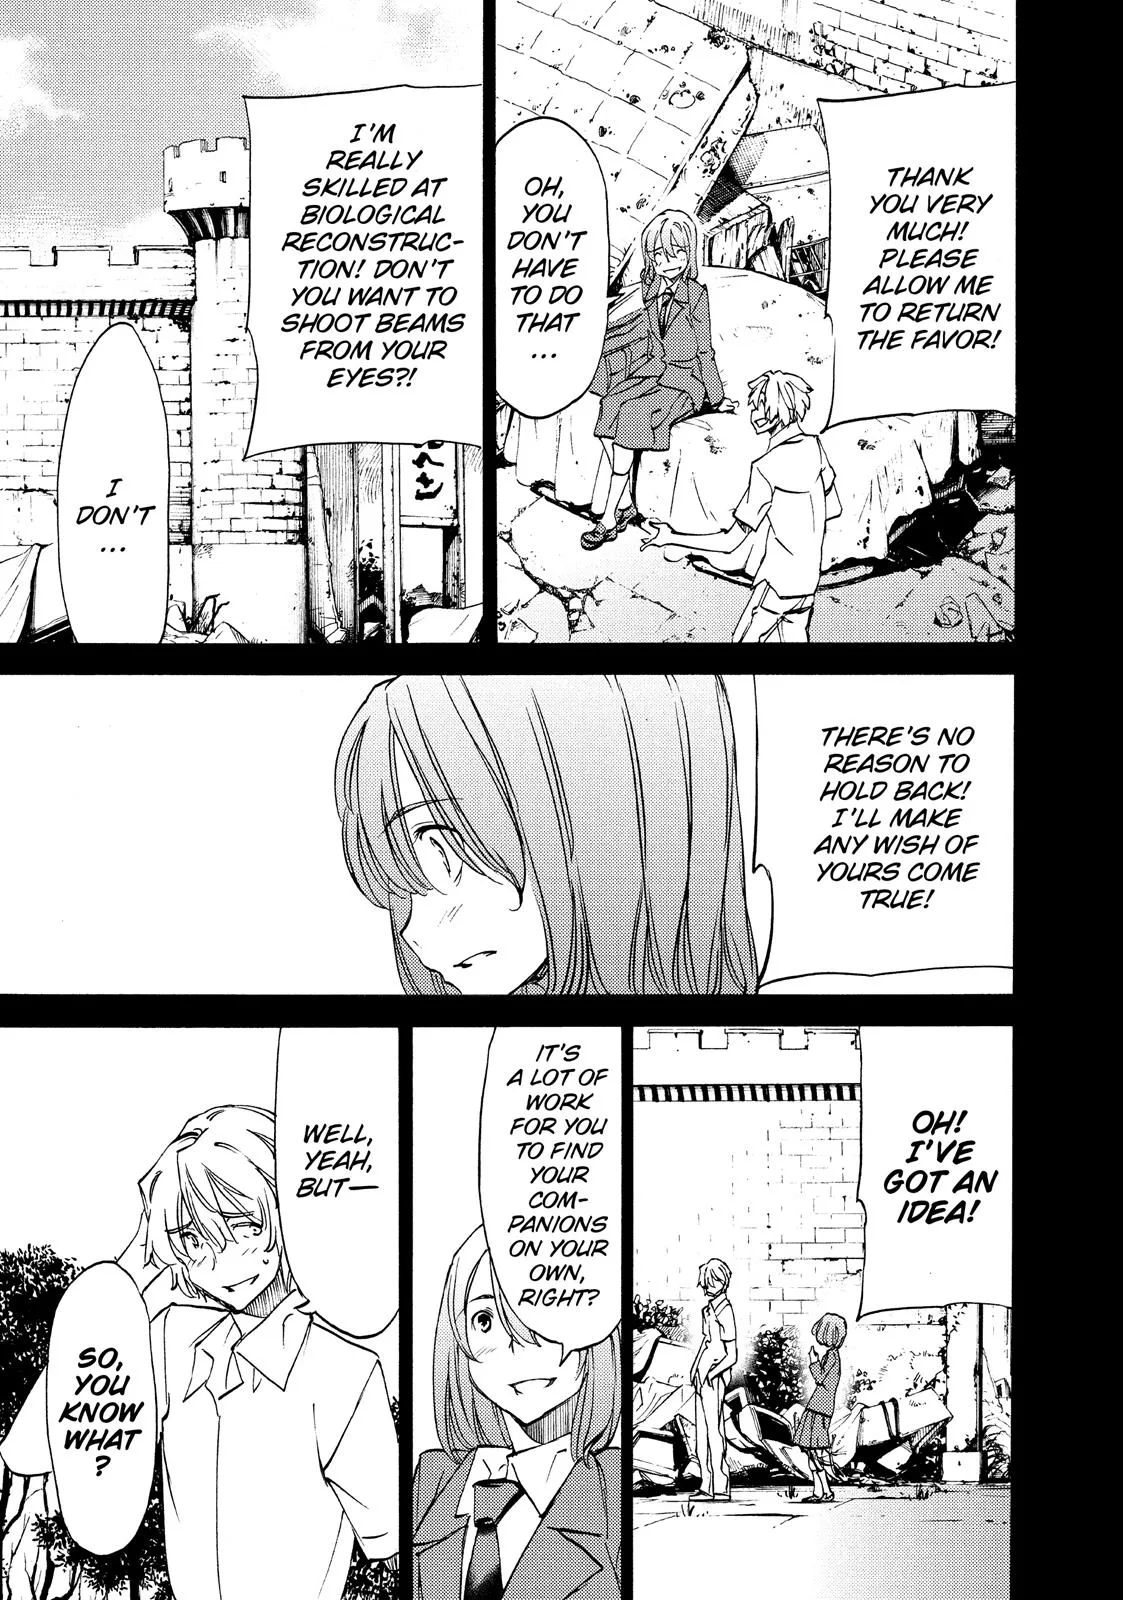 THANK
YOU VERY
MUCH!
PLEASE
ALLOW ME
TO RETURN
THE FAVOR!
OH,
YOU
DON'T
HAVE
TO DO
THAT
...
I'M
REALLY
SKILLED AT
BIOLOGICAL
RECONSTRUC-
TION! DON'T
YOU WANT TO
SHOOT BEAMS
FROM YOUR
EYES?!
I
DON'T
...
THERE'S NO
REASON TO
HOLD BACK!
I'LL MAKE
ANY WISH OF
YOURS COME
TRUE!
OH!
I'VE
GOT AN
IDEA!
IT'S
A LOT OF
WORK
FOR YOU
TO FIND
YOUR
COM-
PANIONS
ON YOUR
OWN,
RIGHT?
WELL,
YEAH,
BUT—
SO,
YOU
KNOW
WHAT
?